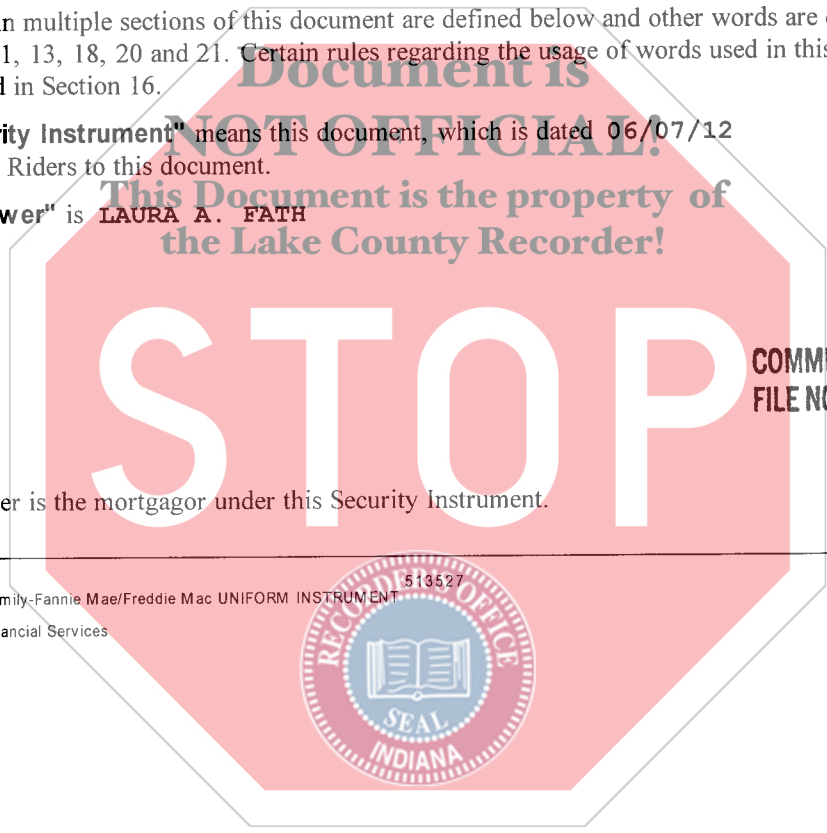 n multiple sections of this document are defined below and other words are
1, 13, 18, 20 and 21. Certain rules regarding the usage of words used in this
d in Section 16.
Document is
rity Instrument" means this document, which is dated 06/07/12
NOT OFFICIAL!
Riders to this document.
This Document is the property of
wer" is LAURA A. FATH
the Lake County Recorder!
STOP
COMM
FILE NO
er is the mortgagor under this Security Instrument.
513527
mily-Fannie Mae/Freddie Mac UNIFORM INSTRUMENT
ancial Services
RECORDER'S OFFICE
SEAL
INDIANA